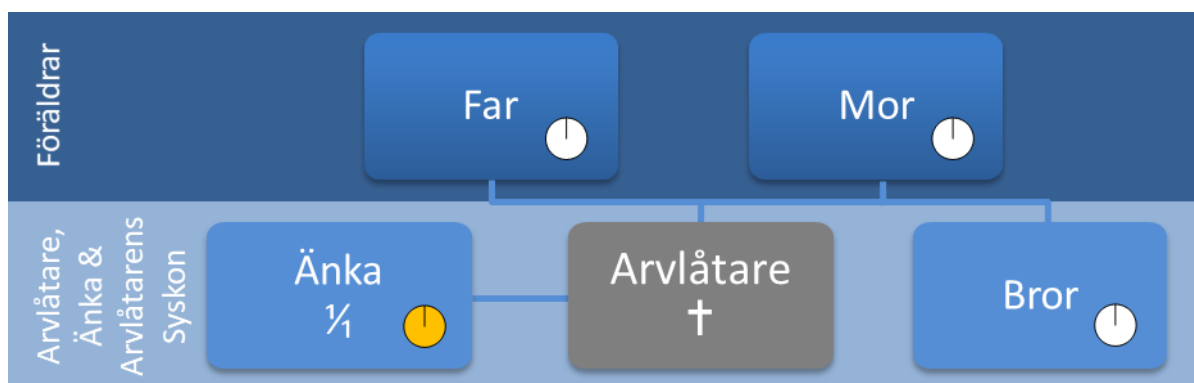 Föräldrar
Far
Mor
Arvlåtare,
Änka &
Arvlåtarens
Syskon
Änka
⅟₁
Arvlåtare
†
Bror